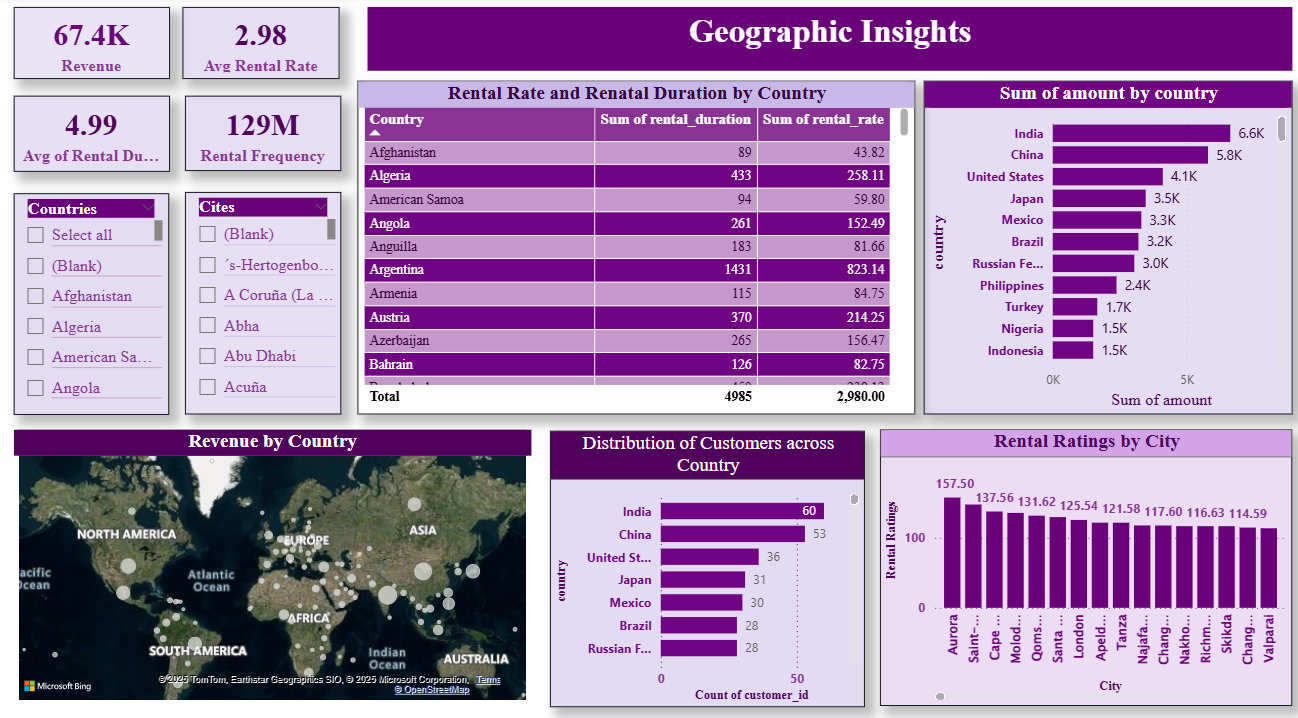 67.4K
Revenue
2.98
Avg Rental Rate
Geographic Insights
4.99
Avg of Rental Du...
129M
Rental Frequency
Countries
Select all
(Blank)
Afghanistan
Algeria
American Sa...
Angola
Cites
(Blank)
´s-Hertogenbo...
A Coruña (La ...
Abha
Abu Dhabi
Acuña
Rental Rate and Renatal Duration by Country
Country Sum of rental_duration Sum of rental_rate
Afghanistan 89 43.82
Algeria 433 258.11
American Samoa 94 59.80
Angola 261 152.49
Anguilla 183 81.66
Argentina 1431 823.14
Armenia 115 84.75
Austria 370 214.25
Azerbaijan 265 156.47
Bahrain 126 82.75
Total 4985 2,980.00
Sum of amount by country
country
India 6.6K
China 5.8K
United States 4.1K
Japan 3.5K
Mexico 3.3K
Brazil 3.2K
Russian Fe... 3.0K
Philippines 2.4K
Turkey 1.7K
Nigeria 1.5K
Indonesia 1.5K
0K 5K
Sum of amount
Revenue by Country
NORTH AMERICA
EUROPE
ASIA
acific
Ocean
Atlantic
Ocean
AFRICA
SOUTH AMERICA
Indian
Ocean
AUSTRALIA
Microsoft Bing
© 2025 TomTom, Earthstar Geographics SIO, © 2025 Microsoft Corporation, Terms
© OpenStreetMap
Distribution of Customers across
Country
country
India 60
China 53
United St... 36
Japan 31
Mexico 30
Brazil 28
Russian F... 28
0 50
Count of customer_id
Rental Ratings by City
Rental Ratings
157.50 137.56 131.62 125.54 121.58 117.60 116.63 114.59
100
0
Aurora
Saint-...
Cape ...
Molod...
Qoms...
Santa ...
London
Apeld...
Tanza
Najafa...
Chang...
Nakho...
Richm...
Skikda
Chang...
Valparai
City